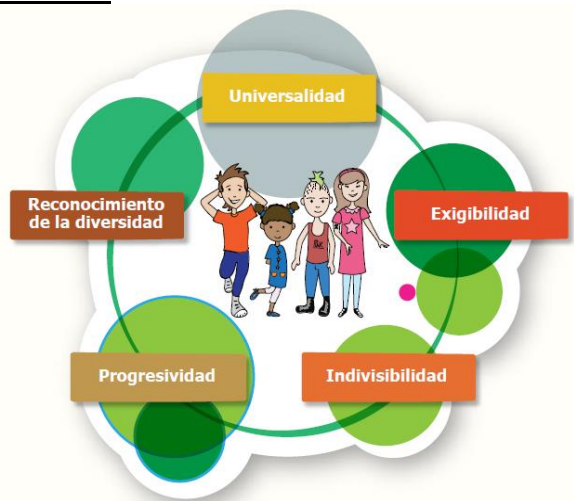 Universalidad
Reconocimiento
de la diversidad
Exigibilidad
Progresividad
Indivisibilidad